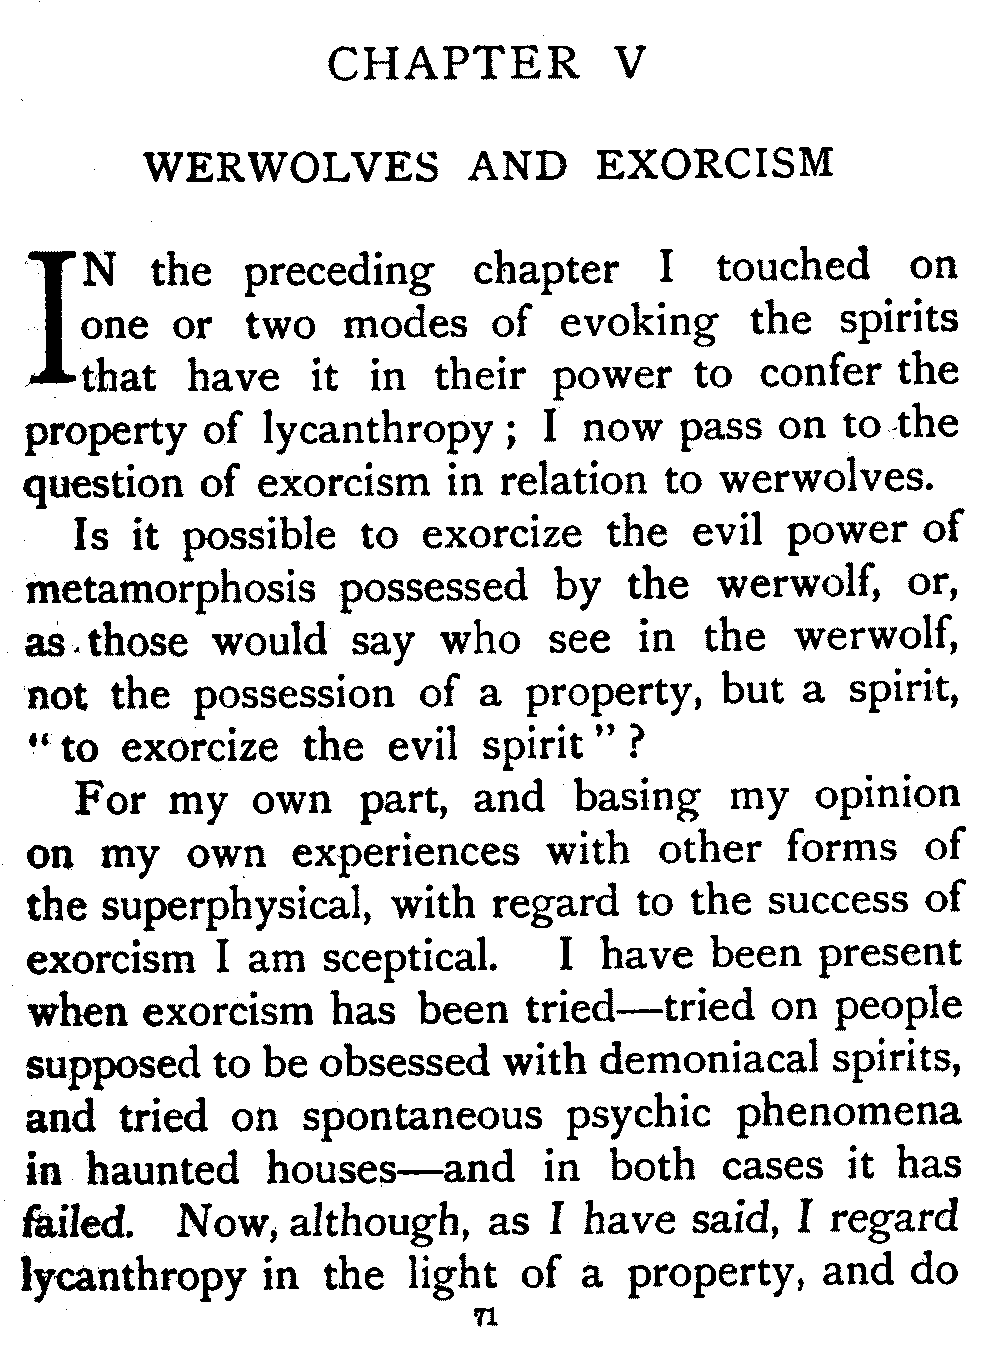 CHAPTER V
WERWOLVES AND EXORCISM
IN the preceding chapter I touched on
one or two modes of evoking the spirits
that have it in their power to confer the
property of lycanthropy; I now pass on to the
question of exorcism in relation to werwolves.
Is it possible to exorcize the evil power of
metamorphosis possessed by the werwolf, or,
as those would say who see in the werwolf,
not the possession of a property, but a spirit,
“to exorcize the evil spirit”?
For my own part, and basing my opinion
on my own experiences with other forms of
the superphysical, with regard to the success of
exorcism I am sceptical. I have been present
when exorcism has been tried—tried on people
supposed to be obsessed with demoniacal spirits,
and tried on spontaneous psychic phenomena
in haunted houses—and in both cases it has
failed. Now, although, as I have said, I regard
lycanthropy in the light of a property, and do
71